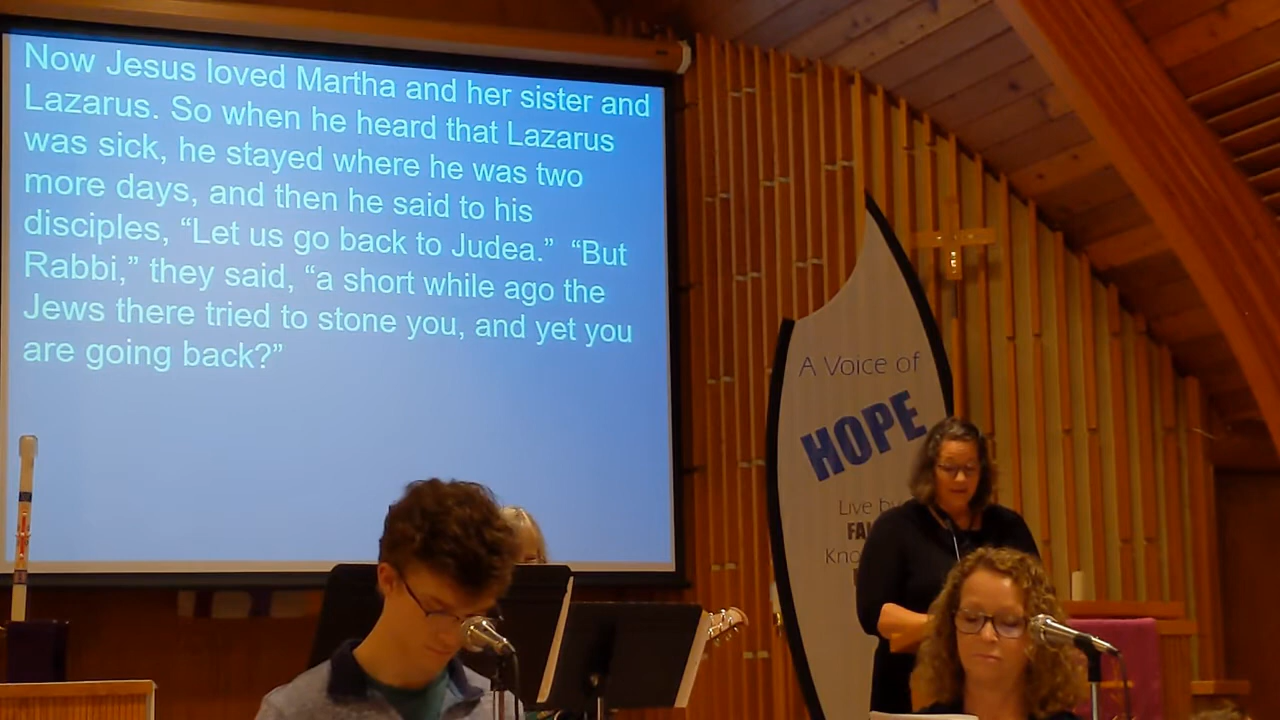 Now Jesus loved Martha and her sister and
Lazarus. So when he heard that Lazarus
was sick, he stayed where he was two
more days, and then he said to his
disciples, “Let us go back to Judea.”  “But
Rabbi,” they said, “a short while ago the
Jews there tried to stone you, and yet you
are going back?”
A Voice of
HOPE
Live by